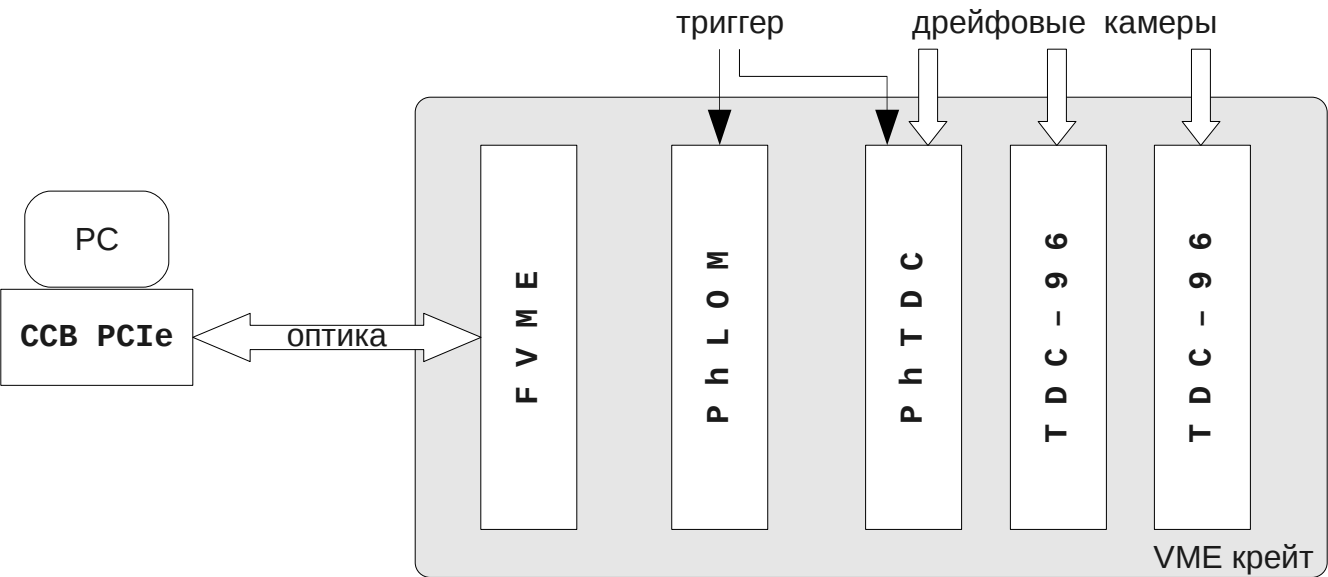 триггер
дрейфовые камеры
PC
CCB PCIe
оптика
FVME
PhLOM
PhTDC
TDC–96
TDC–96
VME крейт